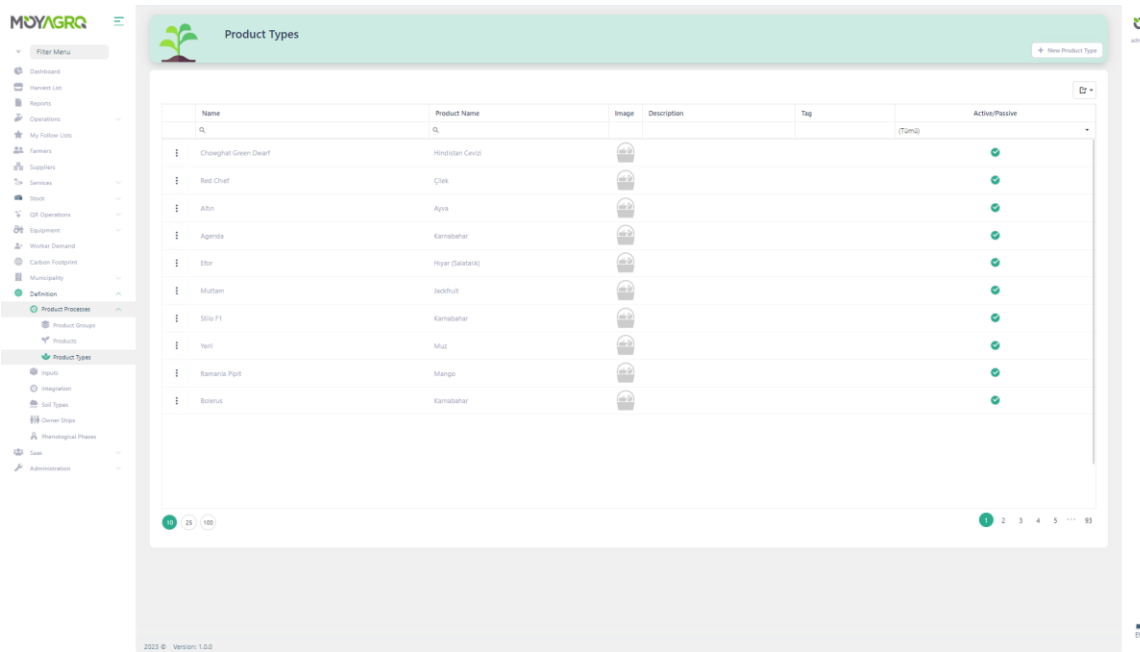 MOYAGRO
Filter Menu
Dashboard
Harvest List
Reports
Operations
My Follow Lists
Farmers
Suppliers
Services
Stock
QR Operations
Equipment
Worker Demand
Carbon Footprint
Municipality
Definition
Product Processes
Product Groups
Products
Product Types
Inputs
Integration
Soil Types
Owner Ships
Phenological Phases
Saas
Administration
Product Types
+ New Product Type
Name Product Name Image Description Tag Active/Passive
(Tümü)
Chowghat Green Dwarf Hindistan Cevizi
Red Chief Çilek
Altın Ayva
Agenda Karnabahar
Efor Hıyar (Salatalık)
Muttam Jackfruit
Stilo F1 Karnabahar
Yerli Muz
Ramania Pipit Mango
Bolerus Karnabahar
10 25 100
1 2 3 4 5 ... 93
2023 © Version: 1.0.0